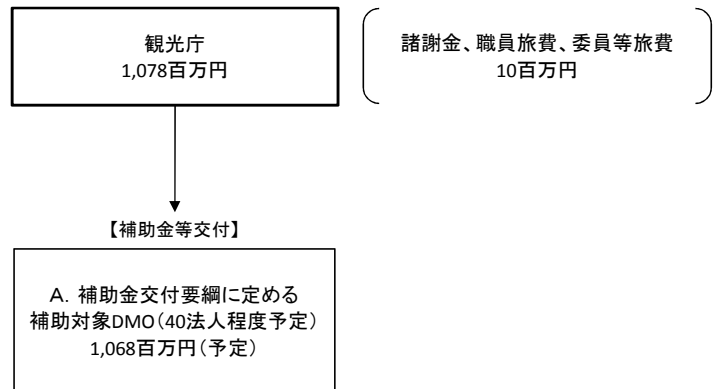 観光庁
1,078百万円
諸謝金、職員旅費、委員等旅費
10百万円
【補助金等交付】
A. 補助金交付要綱に定める
補助対象DMO(40法人程度予定)
1,068百万円(予定)